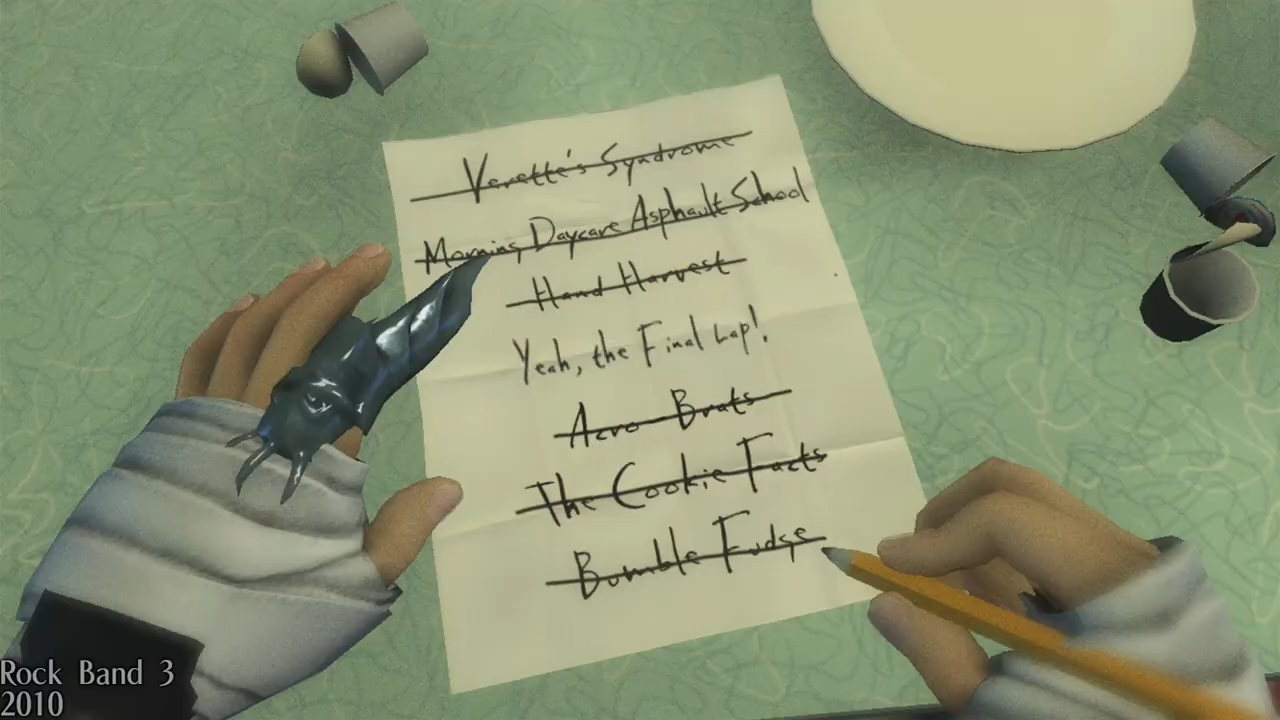 Verette's Syndrome
Morning Daycare Asphault School
Hand Harvest
Yeah, the Final Lap!
Acro Brats
The Cookie Facts
Bumble Fudge
Rock Band 3
2010